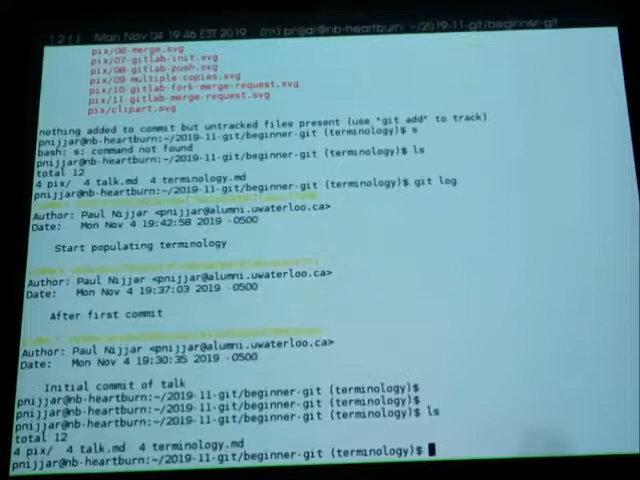 Mon Nov 04 19:46 EST 2019 (m) pnijjar@nb-heartburn: ~/2019-11-git/beginner-git
pix/06-merge.svg
pix/07-gitlab-init.svg
pix/08-gitlab-push.svg
pix/09-multiple-copies.svg
pix/10-gitlab-fork-merge-request.svg
pix/11-gitlab-merge-request.svg
pix/clipart.svg
nothing added to commit but untracked files present (use "git add" to track)
pnijjar@nb-heartburn:~/2019-11-git/beginner-git (terminology)$ s
bash: s: command not found
pnijjar@nb-heartburn:~/2019-11-git/beginner-git (terminology)$ ls
total 12
4 pix/ 4 talk.md 4 terminology.md
pnijjar@nb-heartburn:~/2019-11-git/beginner-git (terminology)$ git log
Author: Paul Nijjar <pnijjar@alumni.uwaterloo.ca>
Date: Mon Nov 4 19:42:58 2019 -0500
Start populating terminology
Author: Paul Nijjar <pnijjar@alumni.uwaterloo.ca>
Date: Mon Nov 4 19:37:03 2019 -0500
After first commit
Author: Paul Nijjar <pnijjar@alumni.uwaterloo.ca>
Date: Mon Nov 4 19:30:35 2019 -0500
Initial commit of talk
pnijjar@nb-heartburn:~/2019-11-git/beginner-git (terminology)$
pnijjar@nb-heartburn:~/2019-11-git/beginner-git (terminology)$
pnijjar@nb-heartburn:~/2019-11-git/beginner-git (terminology)$ ls
total 12
4 pix/ 4 talk.md 4 terminology.md
pnijjar@nb-heartburn:~/2019-11-git/beginner-git (terminology)$